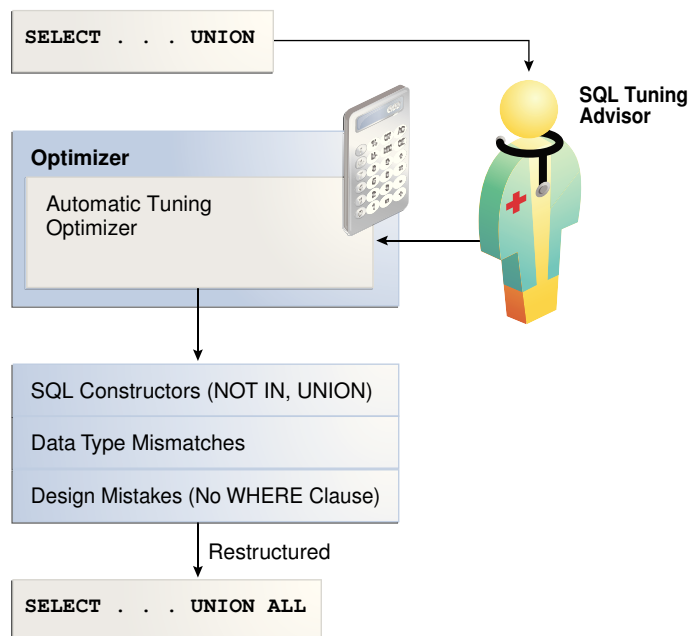 SELECT . . . UNION
SQL Tuning
Advisor
Optimizer
Automatic Tuning
Optimizer
SQL Constructors (NOT IN, UNION)
Data Type Mismatches
Design Mistakes (No WHERE Clause)
Restructured
SELECT . . . UNION ALL